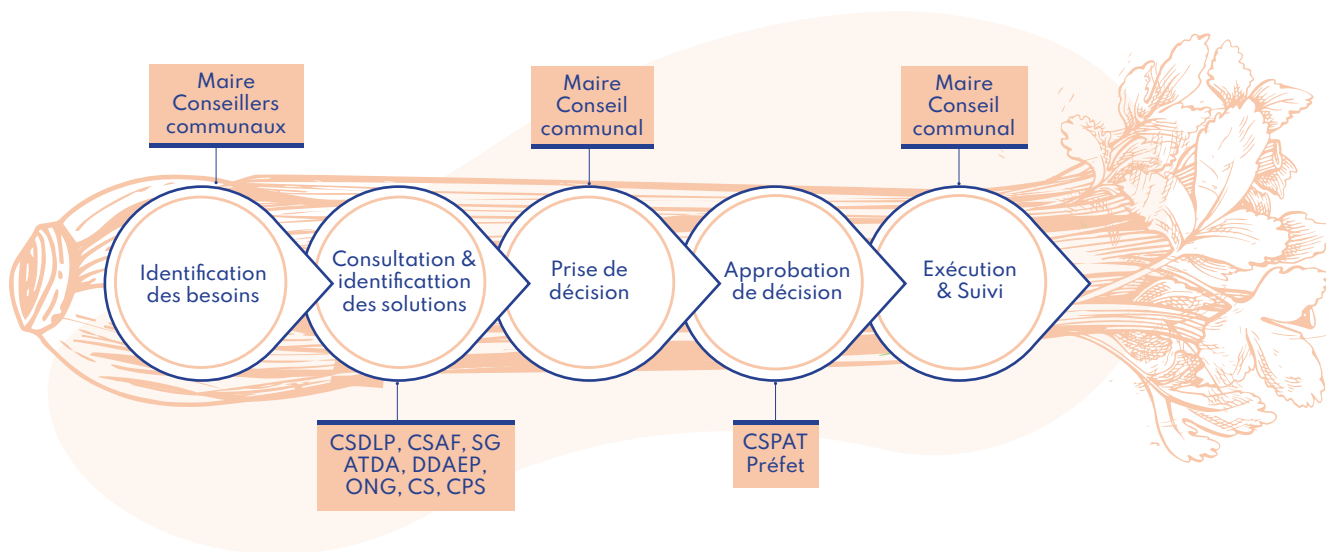 Maire
Conseillers
communaux
Maire
Conseil
communal
Maire
Conseil
communal
Identification
des besoins
Consultation &
identificattion
des solutions
Prise de
décision
Approbation
de décision
Exécution
& Suivi
CSDLP, CSAF, SG
ATDA, DDAEP,
ONG, CS, CPS
CSPAT
Préfet